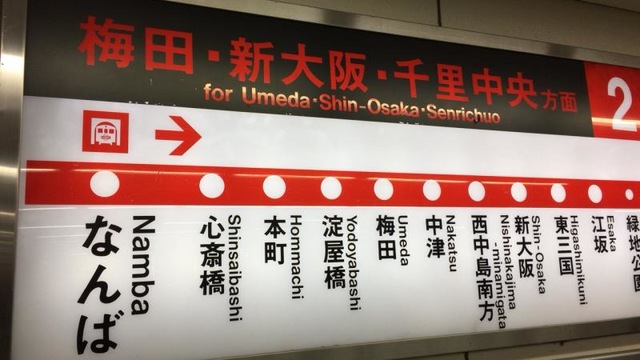 梅田・新大阪・千里中央方面
for Umeda・Shin-Osaka・Senrichuo
2
なんば
Namba
心斎橋
Shinsaibashi
本町
Hommachi
淀屋橋
Yodoyabashi
梅田
Umeda
中津
Nakatsu
西中島南方
Nishinakajima
-minamigata
新大阪
Shin-Osaka
東三国
Higashimikuni
江坂
Esaka
緑地公園